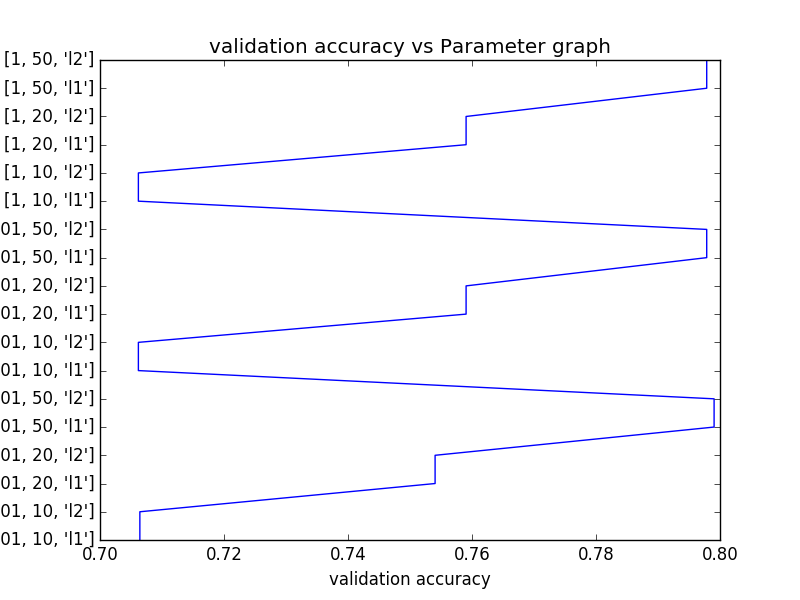 validation accuracy vs Parameter graph
[1, 50, 'l2']
[1, 50, 'l1']
[1, 20, 'l2']
[1, 20, 'l1']
[1, 10, 'l2']
[1, 10, 'l1']
01, 50, 'l2']
01, 50, 'l1']
01, 20, 'l2']
01, 20, 'l1']
01, 10, 'l2']
01, 10, 'l1']
01, 50, 'l2']
01, 50, 'l1']
01, 20, 'l2']
01, 20, 'l1']
01, 10, 'l2']
01, 10, 'l1']
0.70 0.72 0.74 0.76 0.78 0.80
validation accuracy